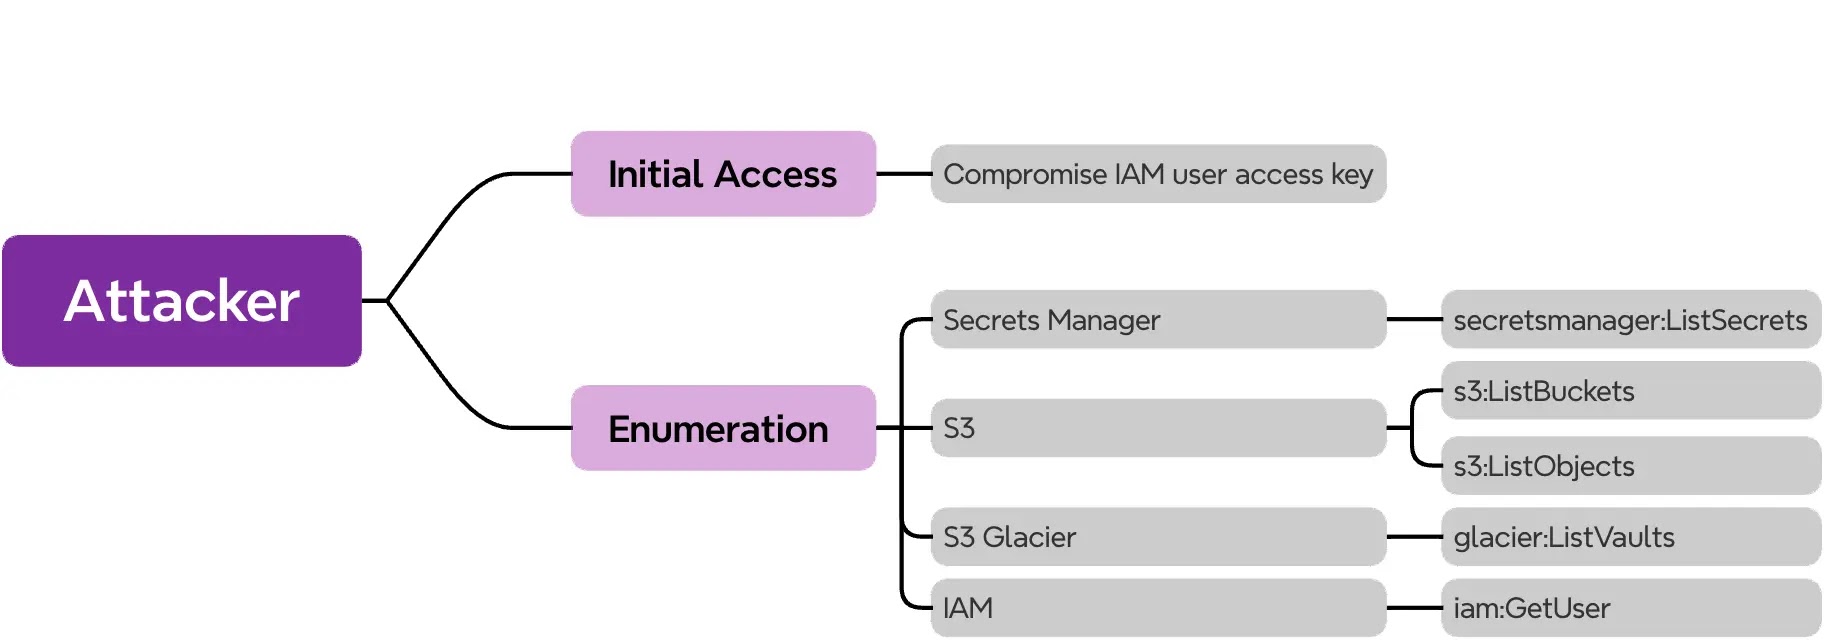 Attacker
Initial Access
Compromise IAM user access key
Enumeration
Secrets Manager
secretsmanager:ListSecrets
S3
s3:ListBuckets
s3:ListObjects
S3 Glacier
glacier:ListVaults
IAM
iam:GetUser